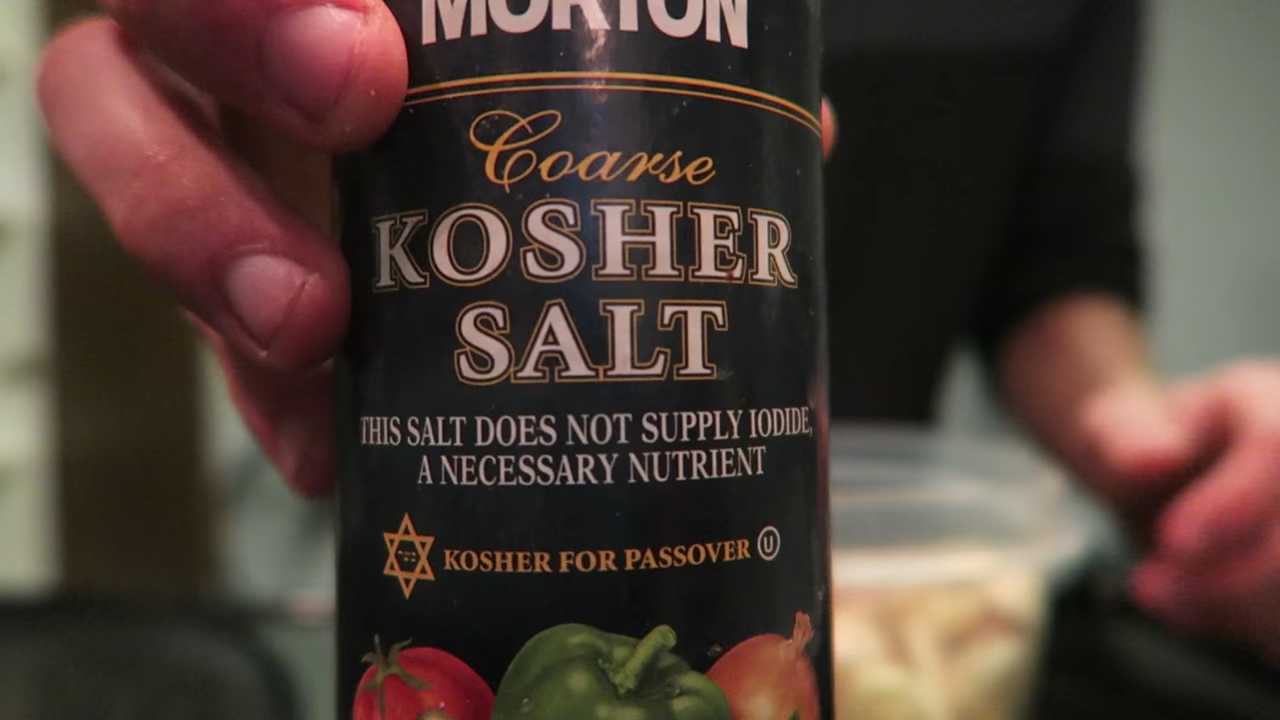 MORTON
Coarse
KOSHER
SALT
THIS SALT DOES NOT SUPPLY IODIDE,
A NECESSARY NUTRIENT
KOSHER FOR PASSOVER U